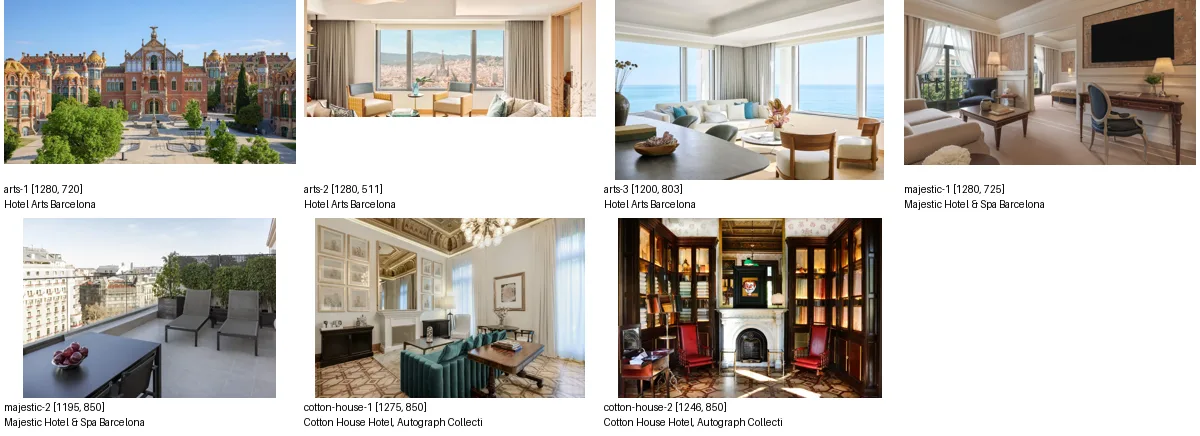 arts-1 [1280, 720]
Hotel Arts Barcelona
arts-2 [1280, 511]
Hotel Arts Barcelona
arts-3 [1200, 803]
Hotel Arts Barcelona
majestic-1 [1280, 725]
Majestic Hotel & Spa Barcelona
majestic-2 [1195, 850]
Majestic Hotel & Spa Barcelona
cotton-house-1 [1275, 850]
Cotton House Hotel, Autograph Collecti
cotton-house-2 [1246, 850]
Cotton House Hotel, Autograph Collecti